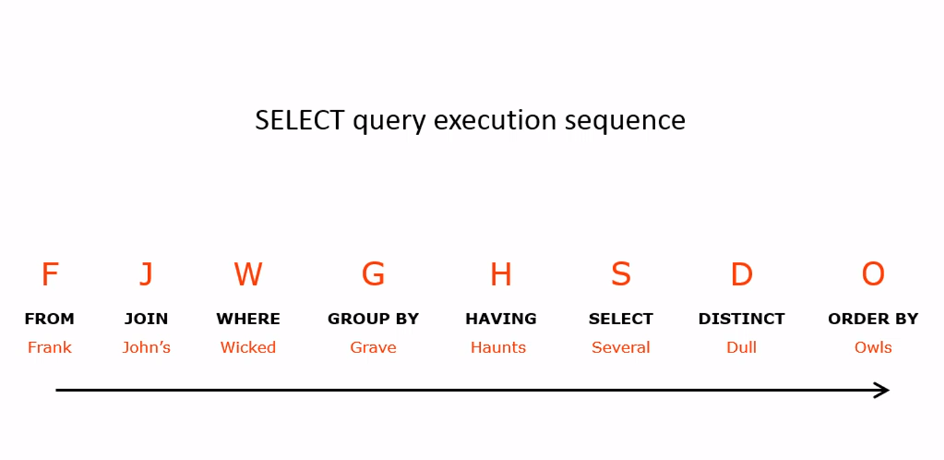 SELECT query execution sequence
F J W G H S D O
FROM JOIN WHERE GROUP BY HAVING SELECT DISTINCT ORDER BY
Frank John's Wicked Grave Haunts Several Dull Owls